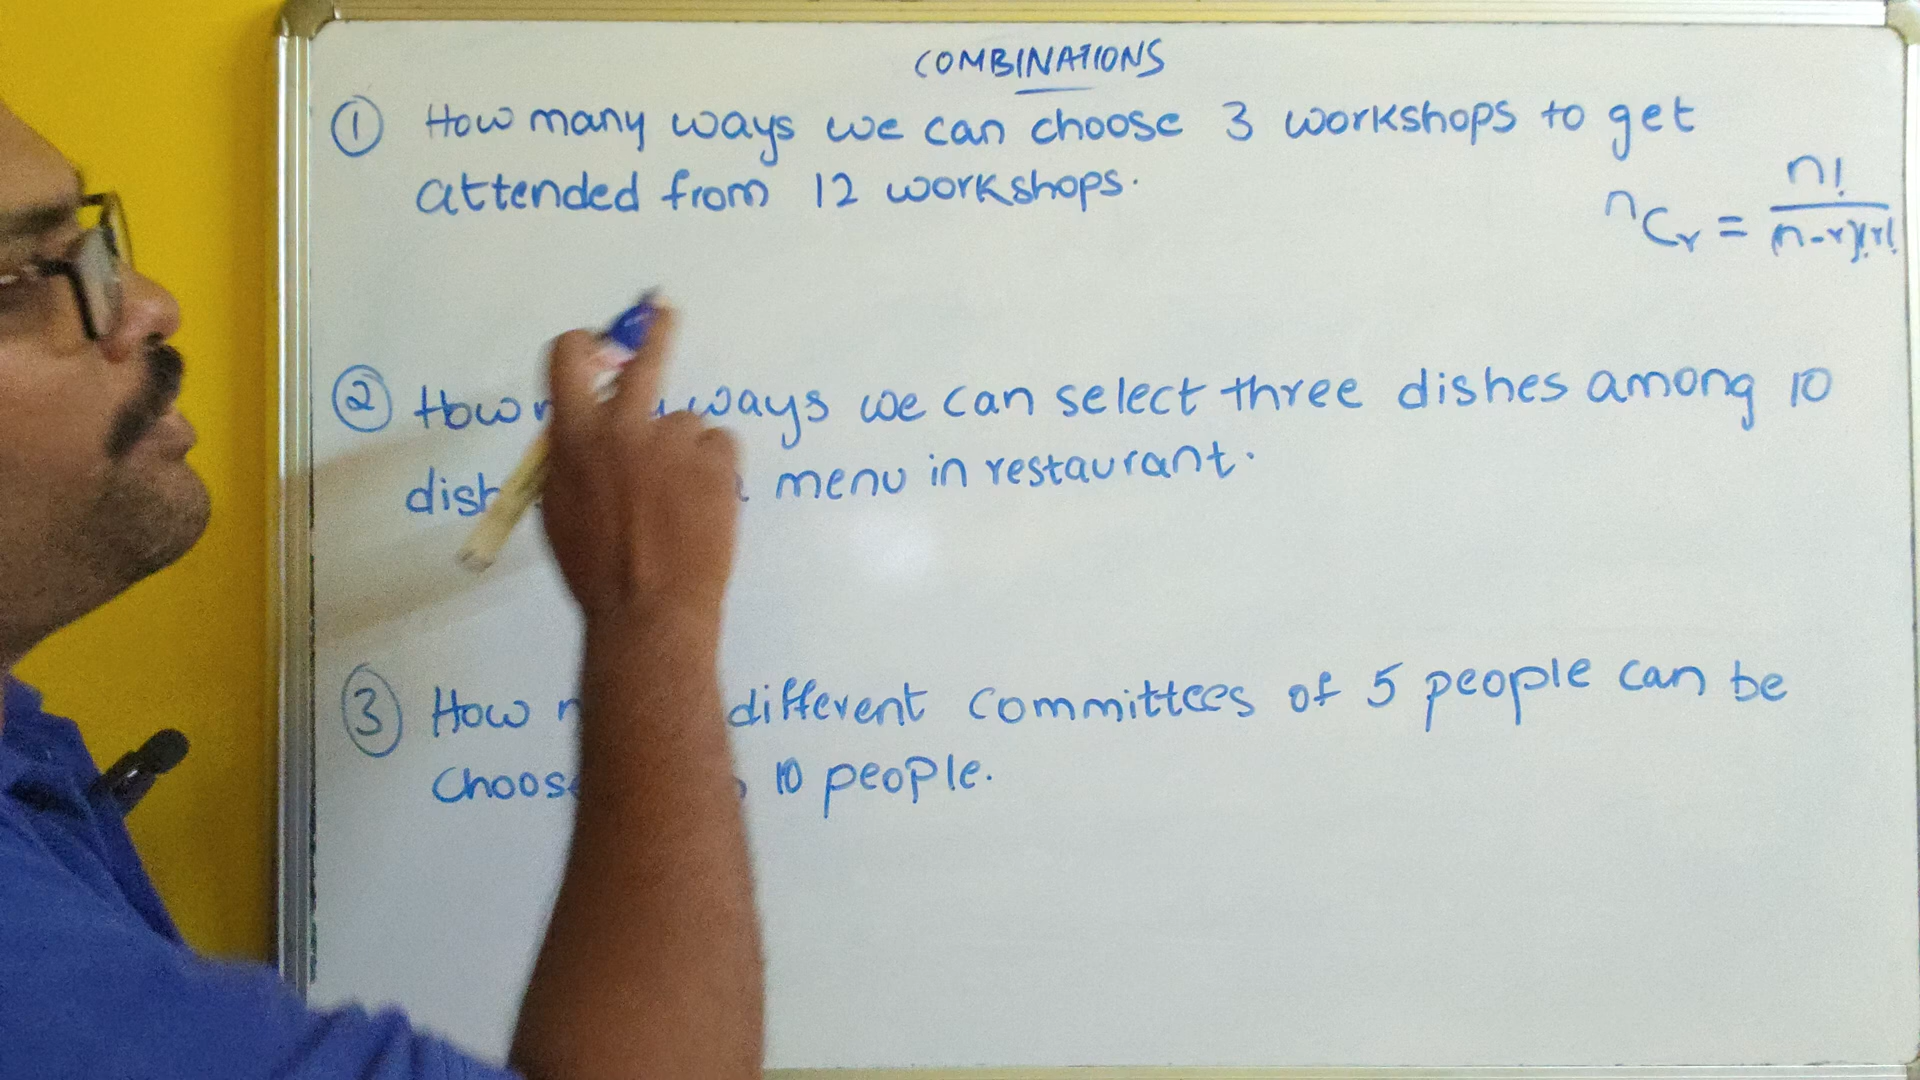 COMBINATIONS
① How many ways we can choose 3 workshops to get
attended from 12 workshops.
nCr = n! / (n-r)!r!
② How ways we can select three dishes among 10
menu in restaurant.
③ How different committees of 5 people can be
10 people.